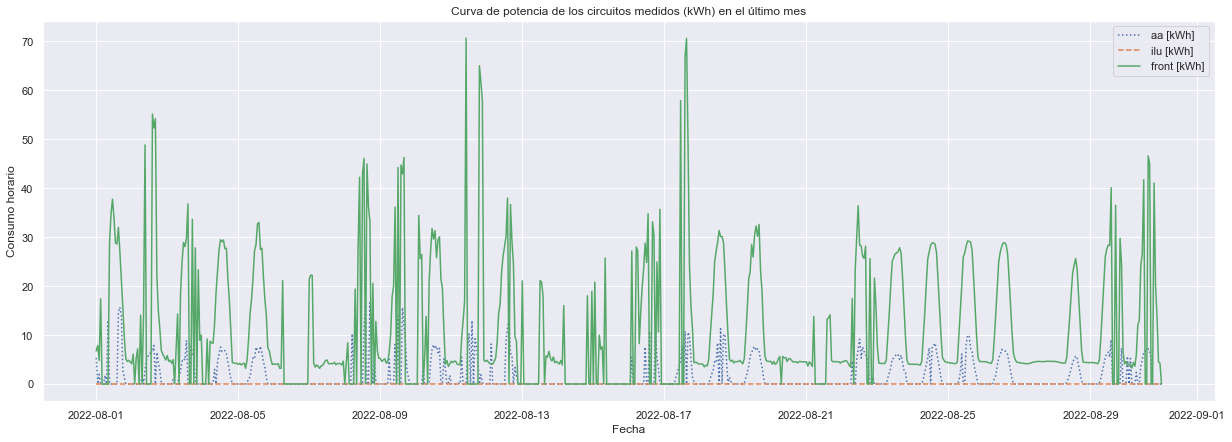 Curva de potencia de los circuitos medidos (kWh) en el último mes
aa [kWh]
ilu [kWh]
front [kWh]
Consumo horario
70
60
50
40
30
20
10
0
2022-08-01
2022-08-05
2022-08-09
2022-08-13
2022-08-17
2022-08-21
2022-08-25
2022-08-29
2022-09-01
Fecha